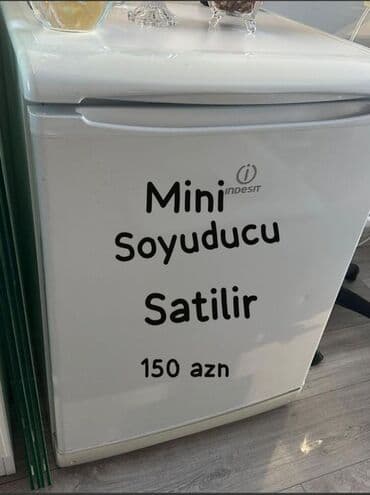 INDESIT
Mini
Soyuducu
Satilir
150 azn